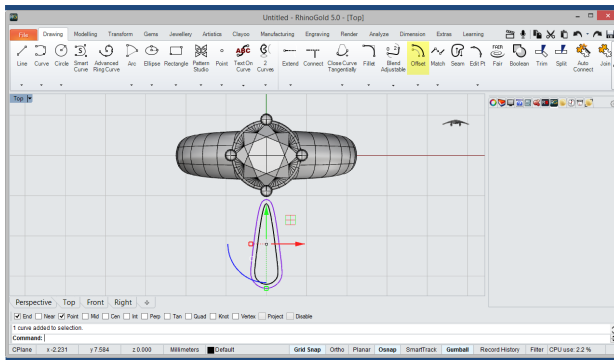 Untitled - RhinoGold 5.0 - [Top]
File Drawing Modelling Transform Gems Jewellery Artistics Clayoo Manufacturing Engraving Render Analyze Dimension Extras Learning
Line Curve Circle Smart Curve Advanced Ring Curve Arc Ellipse Rectangle Pattern Studio Point Text On Curve 2 Curves Extend Connect Close Curve Tangentially Fillet Blend Adjustable Offset Match Seam Edit Pt Fair Boolean Trim Split Auto Connect Join
Top
Perspective Top Front Right
End Near Point Mid Cen Int Perp Tan Quad Knot Vertex Project Disable
1 curve added to selection.
Command:
CPlane x -2.231 y 7.584 z 0.000 Millimeters Default Grid Snap Ortho Planar Osnap SmartTrack Gumball Record History Filter CPU use: 2.2 %